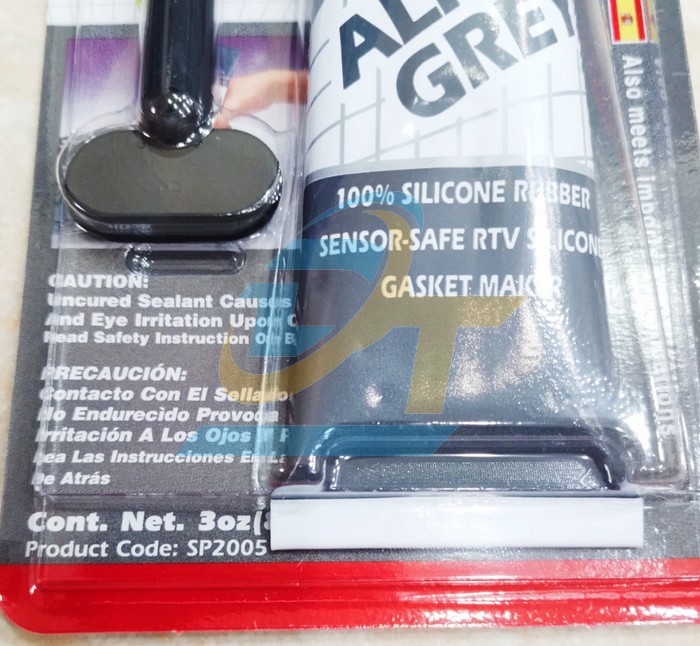 GREY
100% SILICONE RUBBER
SENSOR-SAFE RTV SILICONE
GASKET MAKER
Also meets
CAUTION:
Uncured Sealant Causes
And Eye Irritation Upon
Read Safety Instruction On
PRECAUCIÓN:
Contacto Con El
No Endurecido Provoca
Irritación A Los Ojos
Lea Las Instrucciones En
De Atrás
Cont. Net. 3oz
Product Code: SP2005